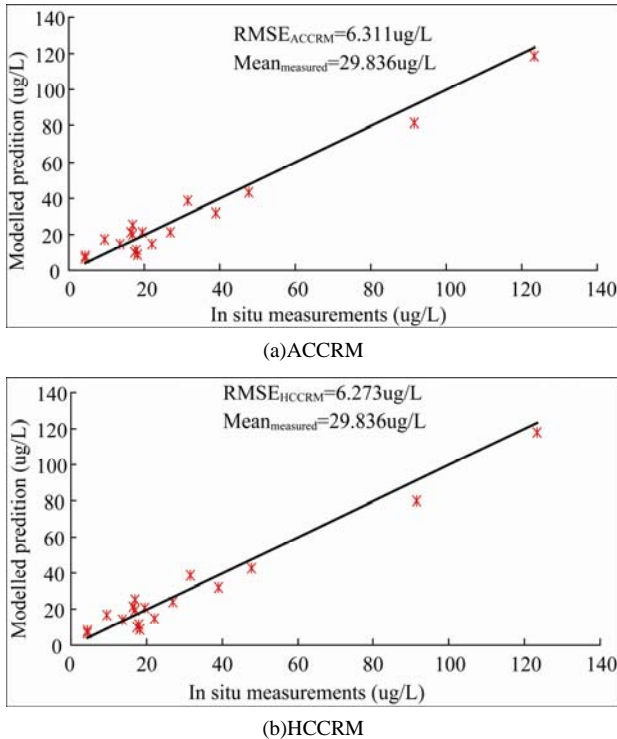 RMSEACCRM=6.311ug/L
Meanmeasured=29.836ug/L
Modelled predition (ug/L)
140
120
100
80
60
40
20
0
0 20 40 60 80 100 120 140
In situ measurements (ug/L)
(a)ACCRM
RMSEHCCRM=6.273ug/L
Meanmeasured=29.836ug/L
Modelled predition (ug/L)
140
120
100
80
60
40
20
0
0 20 40 60 80 100 120 140
In situ measurements (ug/L)
(b)HCCRM